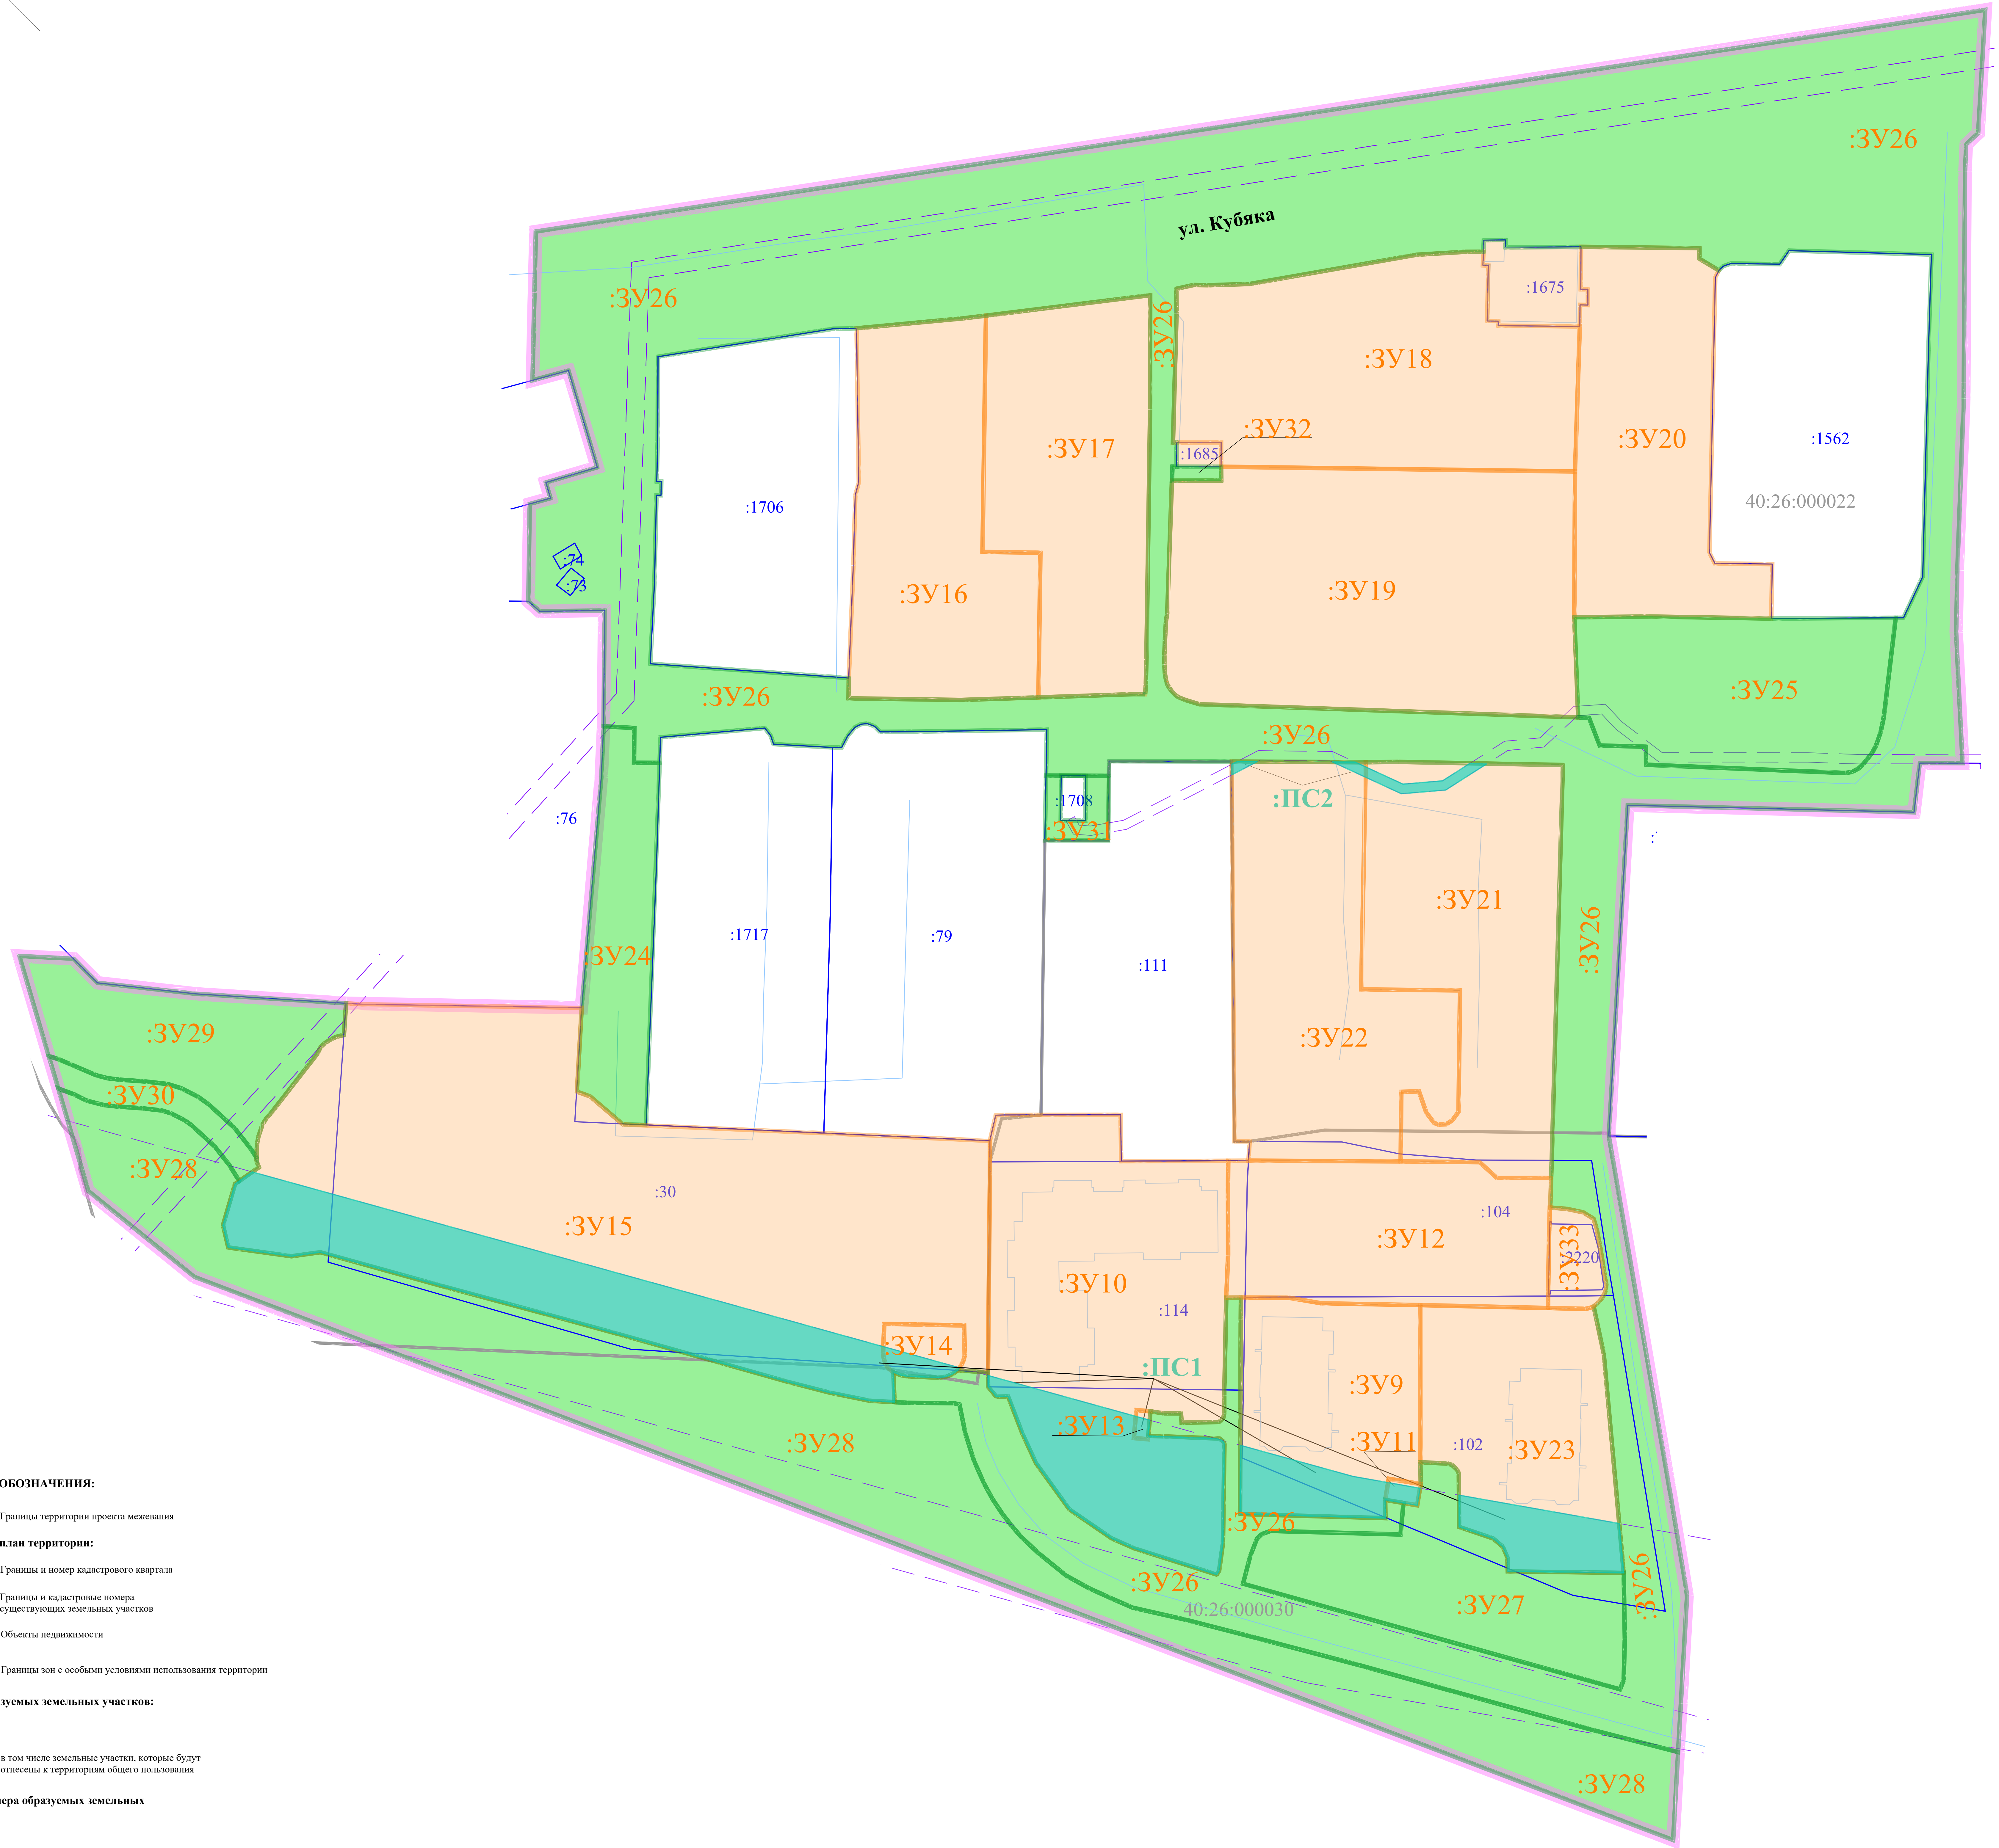 :ЗУ26
ул. Кубяка
:ЗУ26
:1675
:ЗУ26
:ЗУ18
:ЗУ32
:ЗУ17
:1685
:ЗУ20
:1562
:1706
40:26:000022
:74
:73
:ЗУ16
:ЗУ19
:ЗУ26
:ЗУ25
:ЗУ26
:ПС2
:1708
:ЗУ31
:76
:ЗУ21
:ЗУ26
:1717
:79
:111
:ЗУ24
:ЗУ29
:ЗУ22
:ЗУ30
:ЗУ28
:30
:ЗУ15
:104
:ЗУ12
:ЗУ33
:2220
:ЗУ10
:114
:ЗУ14
:ПС1
:ЗУ9
:ЗУ13
:ЗУ11
:102
:ЗУ23
:ЗУ28
:ЗУ26
:ЗУ26
:ЗУ26
40:26:000030
:ЗУ27
:ЗУ28
ОБОЗНАЧЕНИЯ:
Границы территории проекта межевания
план территории:
Границы и номер кадастрового квартала
Границы и кадастровые номера
существующих земельных участков
Объекты недвижимости
Границы зон с особыми условиями использования территории
зуемых земельных участков:
в том числе земельные участки, которые будут
отнесены к территориям общего пользования
мера образуемых земельных